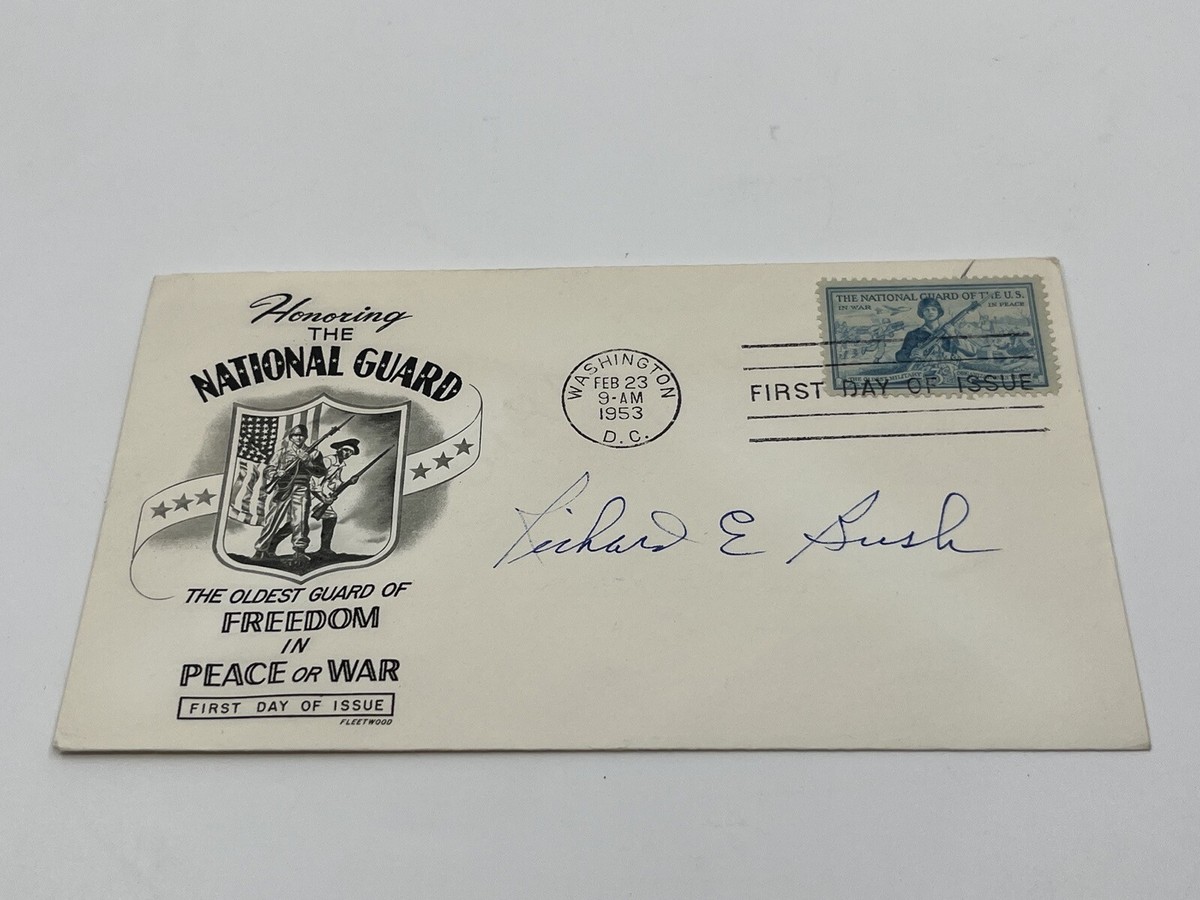 Honoring
THE
NATIONAL GUARD
THE OLDEST GUARD OF
FREEDOM
IN
PEACE OR WAR
FIRST DAY OF ISSUE
FLEETWOOD
WASHINGTON
FEB 23
9-AM
1953
D.C.
THE NATIONAL GUARD OF THE U.S.
IN WAR IN PEACE
3¢
FIRST DAY OF ISSUE
Richard E Bush